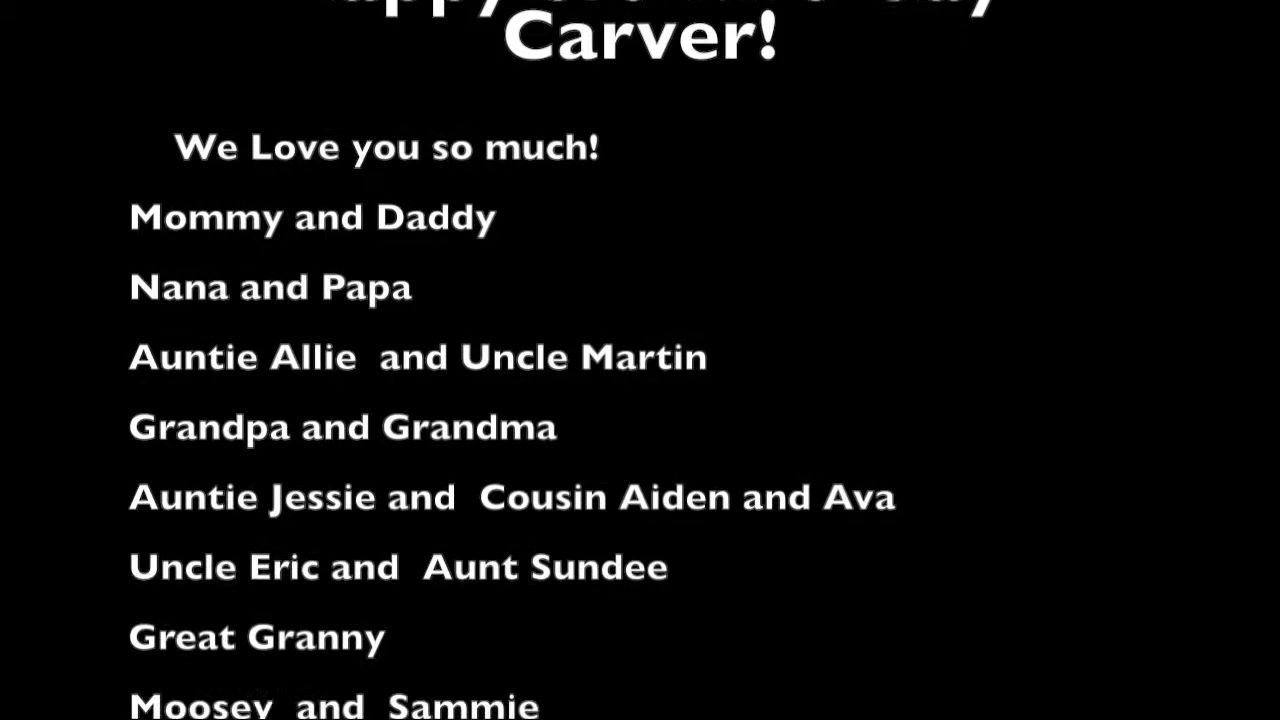 Carver!
We Love you so much!
Mommy and Daddy
Nana and Papa
Auntie Allie  and Uncle Martin
Grandpa and Grandma
Auntie Jessie and  Cousin Aiden and Ava
Uncle Eric and  Aunt Sundee
Great Granny
Moosey  and  Sammie